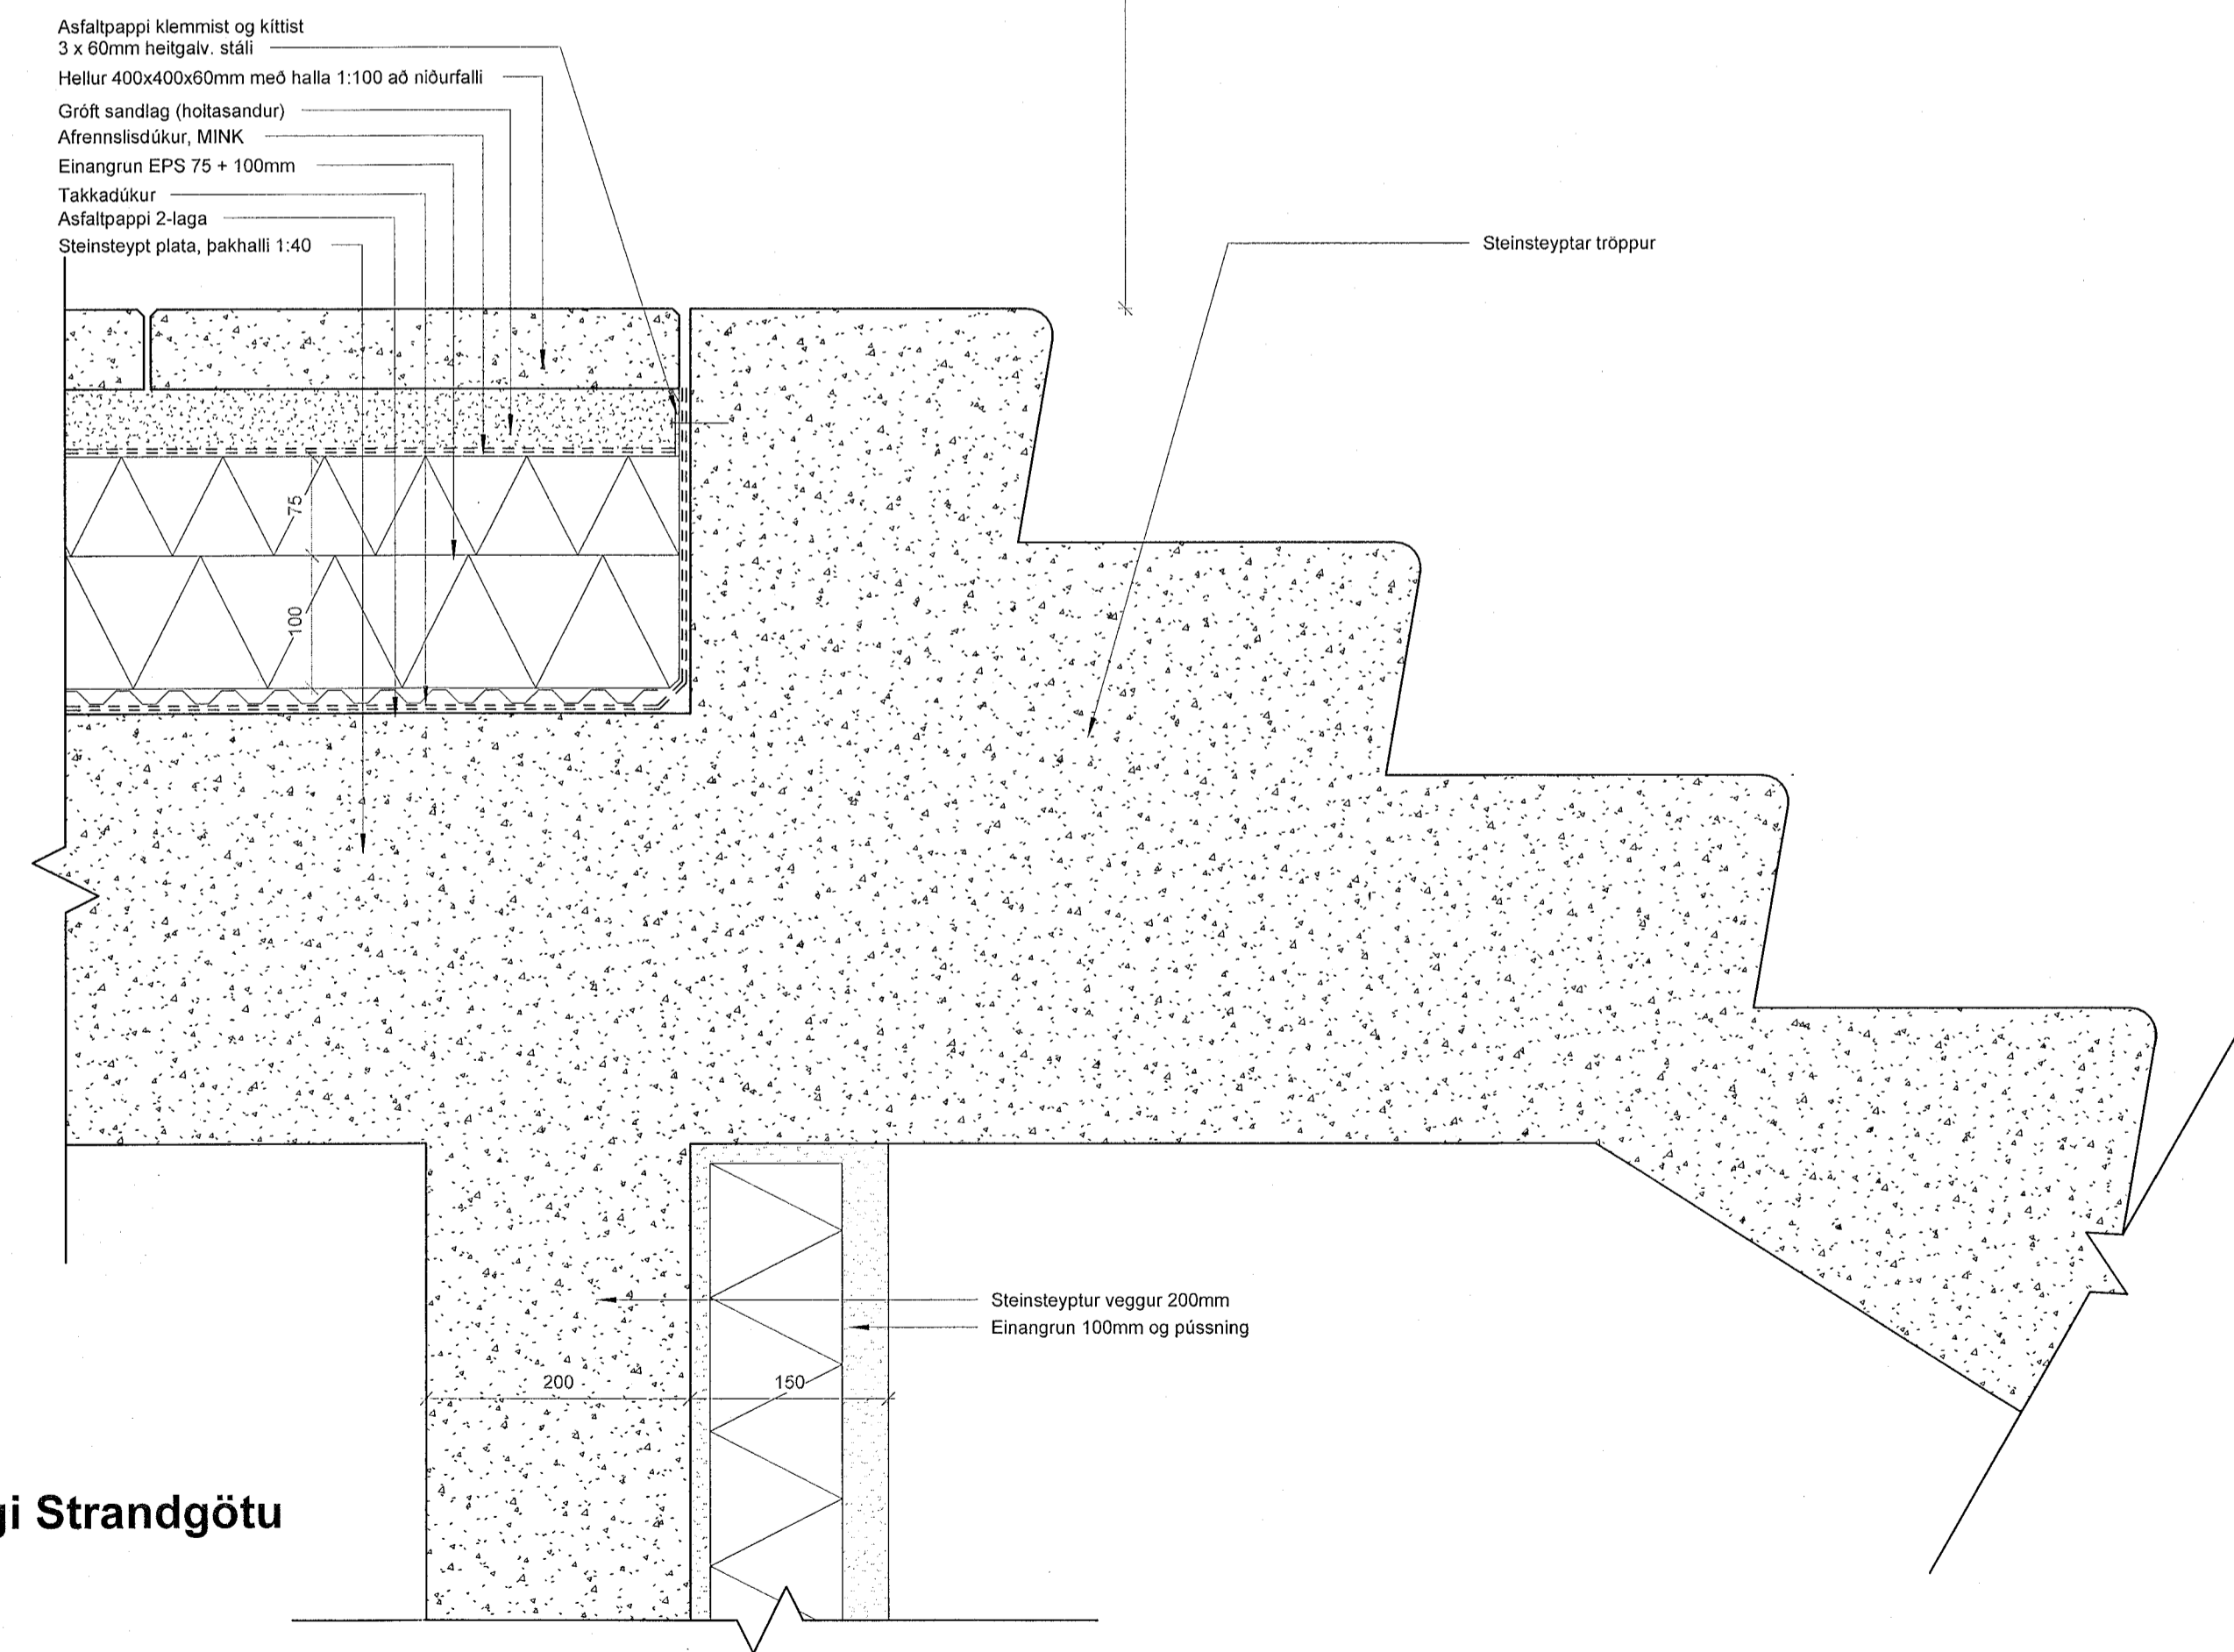 Asfaltpappi klemmist og kíttist
3 x 60mm heitgalv. stáli
Hellur 400x400x60mm með halla 1:100 að niðurfalli
Gróft sandlag (holtasandur)
Afrennslisdúkur, MINK
Einangrun EPS 75 + 100mm
Takkadúkur
Asfaltpappi 2-laga
Steinsteypt plata, þakhalli 1:40
Steinsteyptar tröppur
75
100
Steinsteyptur veggur 200mm
Einangrun 100mm og pússning
200
150
Strandgötu